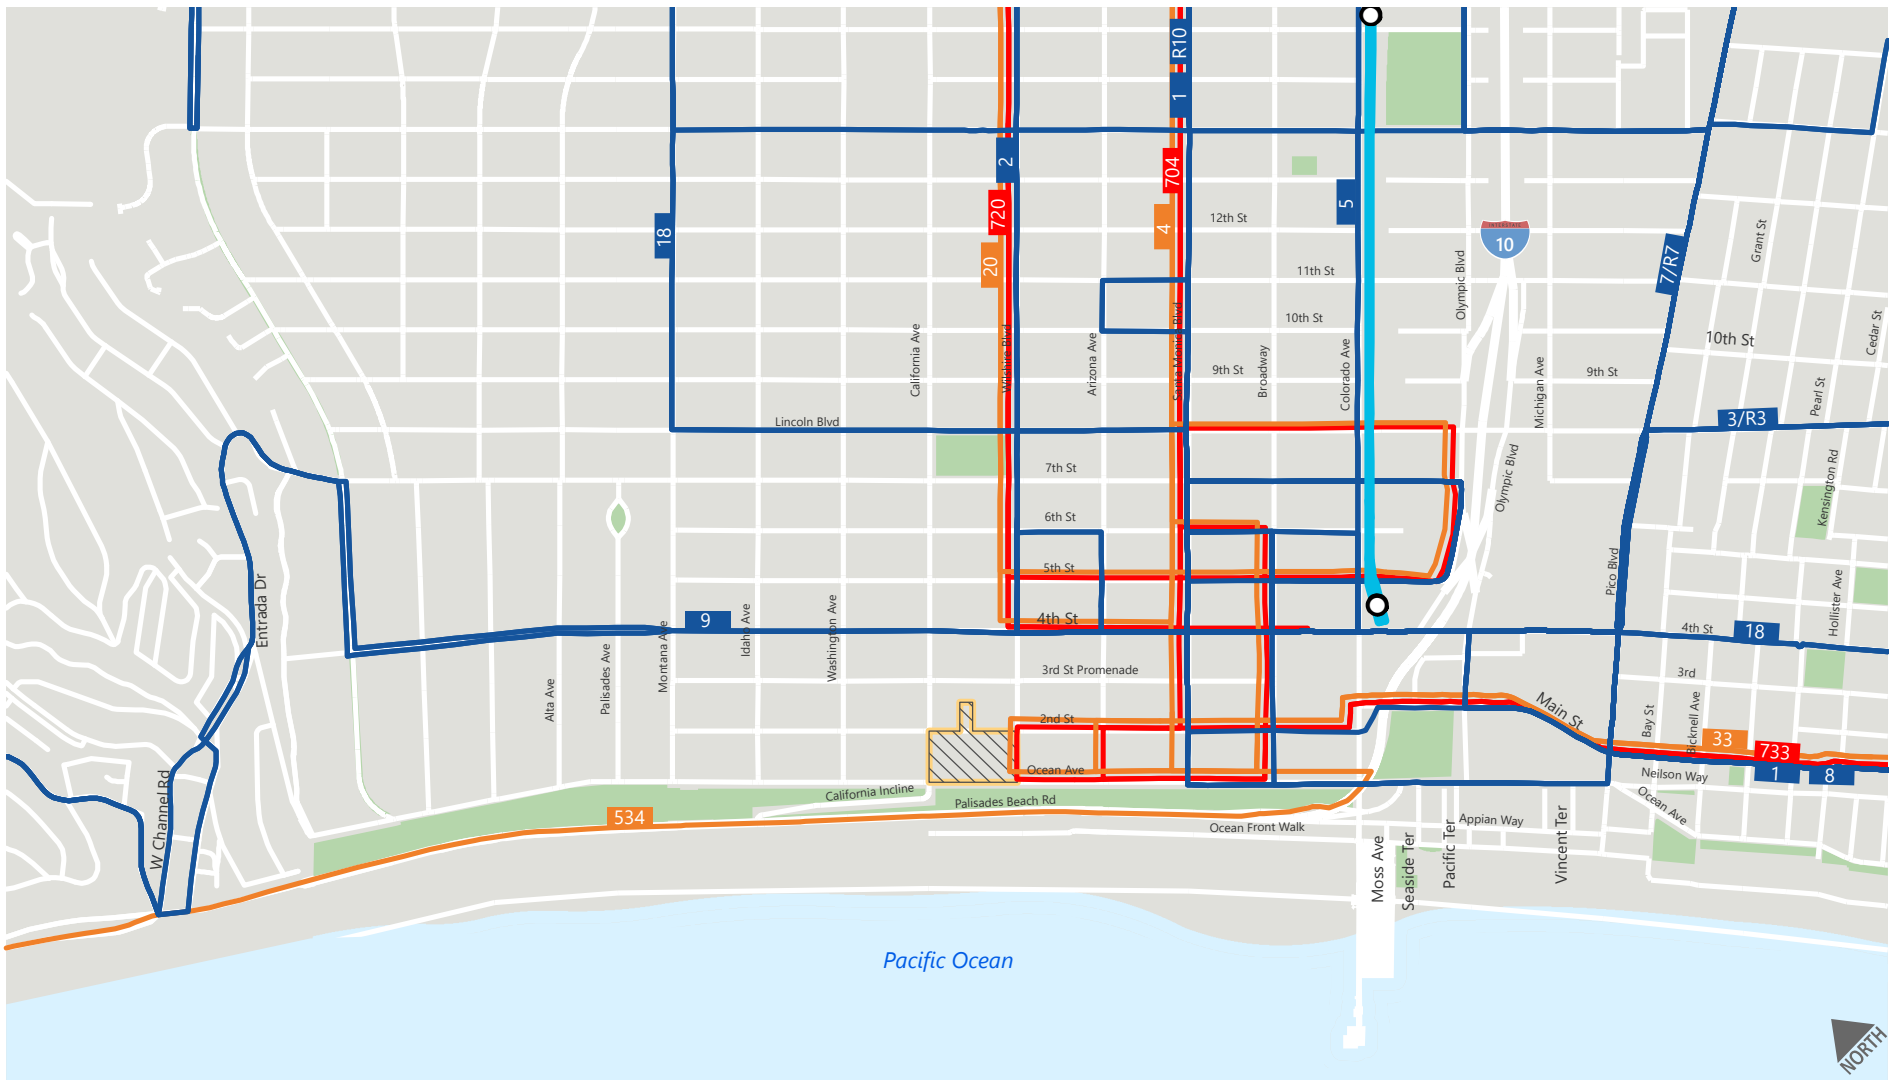 R10
1
2
704
720
4
5
18
20
12th St
INTERSTATE
10
Grant St
7/R7
11th St
Olympic Blvd
10th St
Wilshire Blvd
Santa Monica Blvd
California Ave
Arizona Ave
Broadway
Colorado Ave
10th St
Cedar St
9th St
Michigan Ave
9th St
Pearl St
Lincoln Blvd
3/R3
7th St
Olympic Blvd
Kensington Rd
6th St
5th St
Pico Blvd
Hollister Ave
Entrada Dr
4th St
9
Idaho Ave
Washington Ave
Montana Ave
Palisades Ave
Alta Ave
4th St
18
3rd St Promenade
3rd
Main St
Bay St
Bicknell Ave
2nd St
33
733
1
8
Ocean Ave
Neilson Way
Ocean Ave
W Channel Rd
California Incline
Palisades Beach Rd
534
Ocean Front Walk
Appian Way
Moss Ave
Seaside Ter
Pacific Ter
Vincent Ter
Pacific Ocean
NORTH